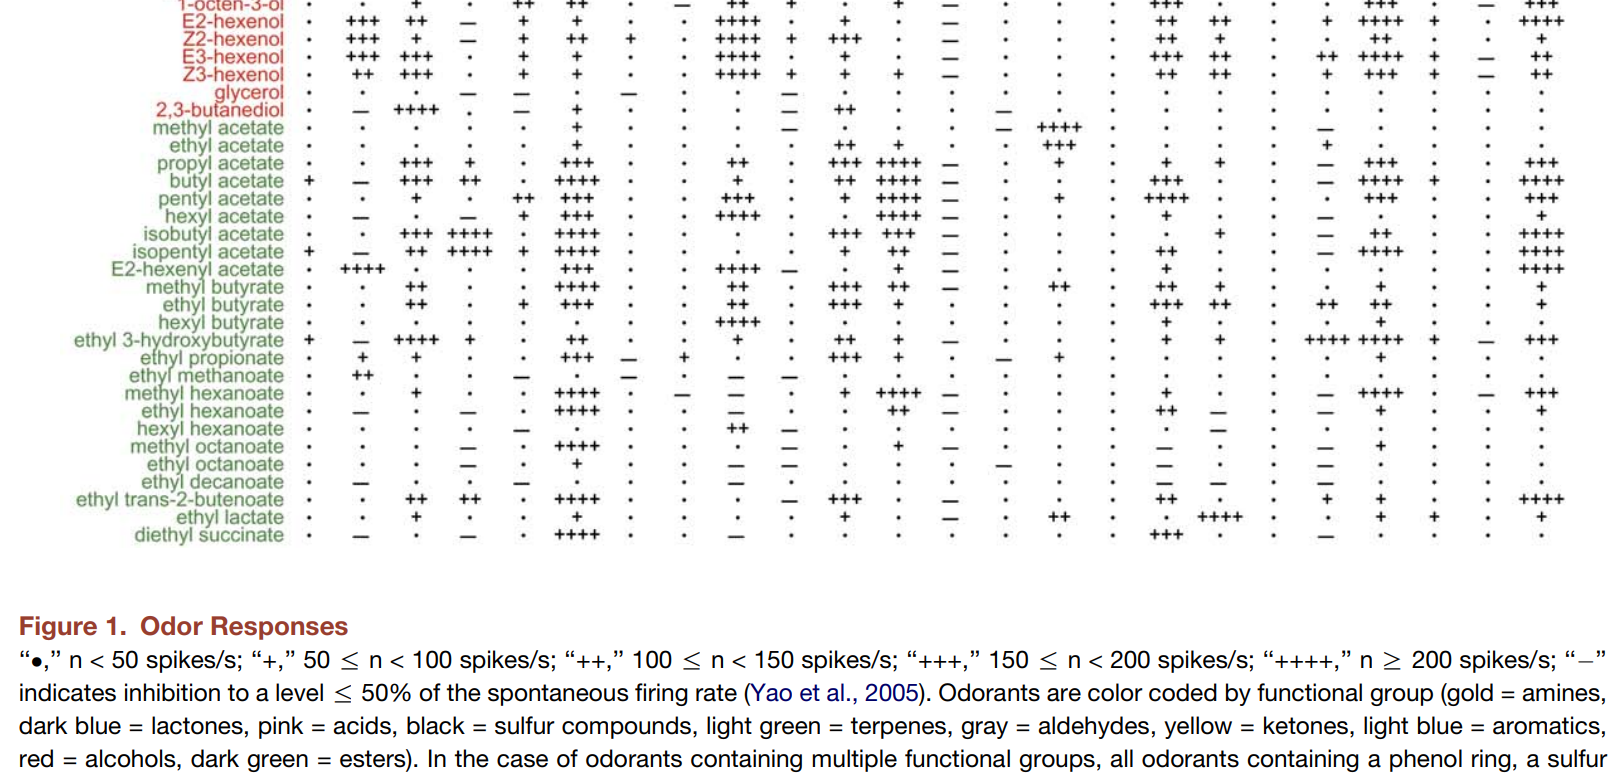 1-octen-3-ol • • + • ++ ++ • — ++ + • + • • • • +++ • • • +++ • — +++
E2-hexenol • +++ ++ — + + • • ++++ • + • — • • • ++ ++ • + ++++ + — ++++
Z2-hexenol • +++ + — + ++ + • ++++ + +++ • — • • • ++ + • • ++ • • +
E3-hexenol • +++ +++ • + + • • ++++ • + • — • • • +++ ++ • ++ ++++ + — ++
Z3-hexenol • ++ +++ • + + • • ++++ + + + — • • • ++ ++ • + +++ + — ++
glycerol • • • — — • — • • — • • • • • • • • • • • • • •
2,3-butanediol • — ++++ • — + • • • — ++ • • — • • • • • • • • • •
methyl acetate • • • • • + • • • — • • • — ++++ • • • • — • • • •
ethyl acetate • • • • • + • • • • ++ + • • +++ • • • • + • • • •
propyl acetate • • +++ + • +++ • • ++ • +++ ++++ — • + • + + • — +++ • • +++
butyl acetate + — +++ ++ • ++++ • • + • ++ ++++ — • • • +++ • • — ++++ + • ++++
pentyl acetate • • + • ++ +++ • • +++ • + ++++ — • + • ++++ • • • +++ • • +++
hexyl acetate • — • — + +++ • • ++++ • • ++++ — • • • + • • — • • • +
isobutyl acetate • • +++ ++++ • ++++ • • • • +++ +++ — • • • • + • — ++ • • ++++
isopentyl acetate + — ++ ++++ + ++++ • • • • + ++ — • • • ++ • • — ++++ • • ++++
E2-hexenyl acetate • ++++ • • • +++ • • ++++ — • + — • • • + • • • • • • ++++
methyl butyrate • • ++ • • ++++ • • ++ • +++ ++ — • ++ • ++ + • • + • • +
ethyl butyrate • • ++ • + +++ • • ++ • +++ + • • • • +++ ++ • ++ ++ • • +
hexyl butyrate • • • • • • • • ++++ • • • • • • • + • • • + • • •
ethyl 3-hydroxybutyrate + — ++++ + • ++ • • + • ++ + — • • • + + • ++++ ++++ + — +++
ethyl propionate • + + • • +++ — + • • +++ + • — + • • • • • + • • •
ethyl methanoate • ++ • • — • — • — — • • • • • • • • • • • • • •
methyl hexanoate • • + • • ++++ • — — • + ++++ — • • • + • • — ++++ • — +++
ethyl hexanoate • — • — • ++++ • • — • • ++ — • • • ++ — • — + • • +
hexyl hexanoate • • • • — • • • ++ — • • • • • • • — • • • • • •
methyl octanoate • • • — • ++++ • • • — • + — • • • — • • — + • • •
ethyl octanoate • • • — • + • • — — • • • — • • — • • — • • • •
ethyl decanoate • — • • — • • • — • • • • • • • — — • — • • • •
ethyl trans-2-butenoate • • ++ ++ • ++++ • • • — +++ • — • • • ++ • • + + • • ++++
ethyl lactate • • + • • + • • • • + • — • ++ • • ++++ • • + + • +
diethyl succinate • — • — • ++++ • • — • • • • • • • +++ • • — • • • •
Figure 1. Odor Responses
“●,” n < 50 spikes/s; “+,” 50 ≤ n < 100 spikes/s; “++,” 100 ≤ n < 150 spikes/s; “+++,” 150 ≤ n < 200 spikes/s; “++++,” n ≥ 200 spikes/s; “−”
indicates inhibition to a level ≤ 50% of the spontaneous firing rate (Yao et al., 2005). Odorants are color coded by functional group (gold = amines,
dark blue = lactones, pink = acids, black = sulfur compounds, light green = terpenes, gray = aldehydes, yellow = ketones, light blue = aromatics,
red = alcohols, dark green = esters). In the case of odorants containing multiple functional groups, all odorants containing a phenol ring, a sulfur